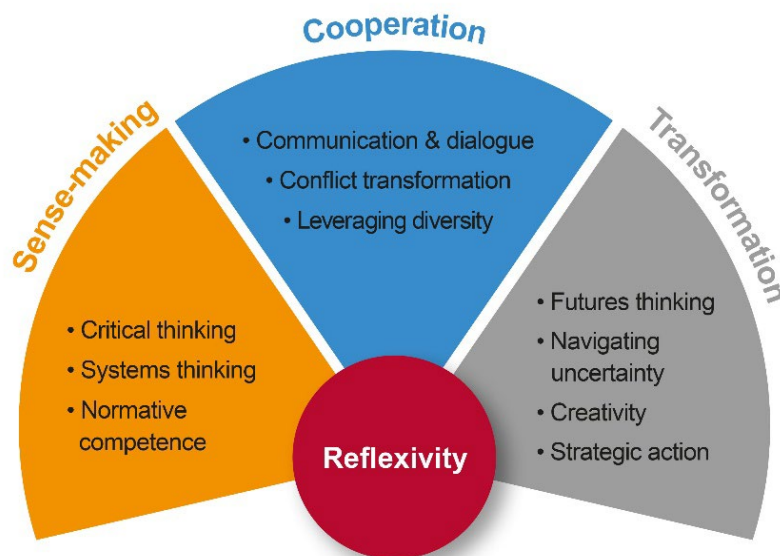 Cooperation
Sense-making
Transformation
• Communication & dialogue
• Conflict transformation
• Leveraging diversity
• Critical thinking
• Systems thinking
• Normative
competence
• Futures thinking
• Navigating
uncertainty
• Creativity
• Strategic action
Reflexivity